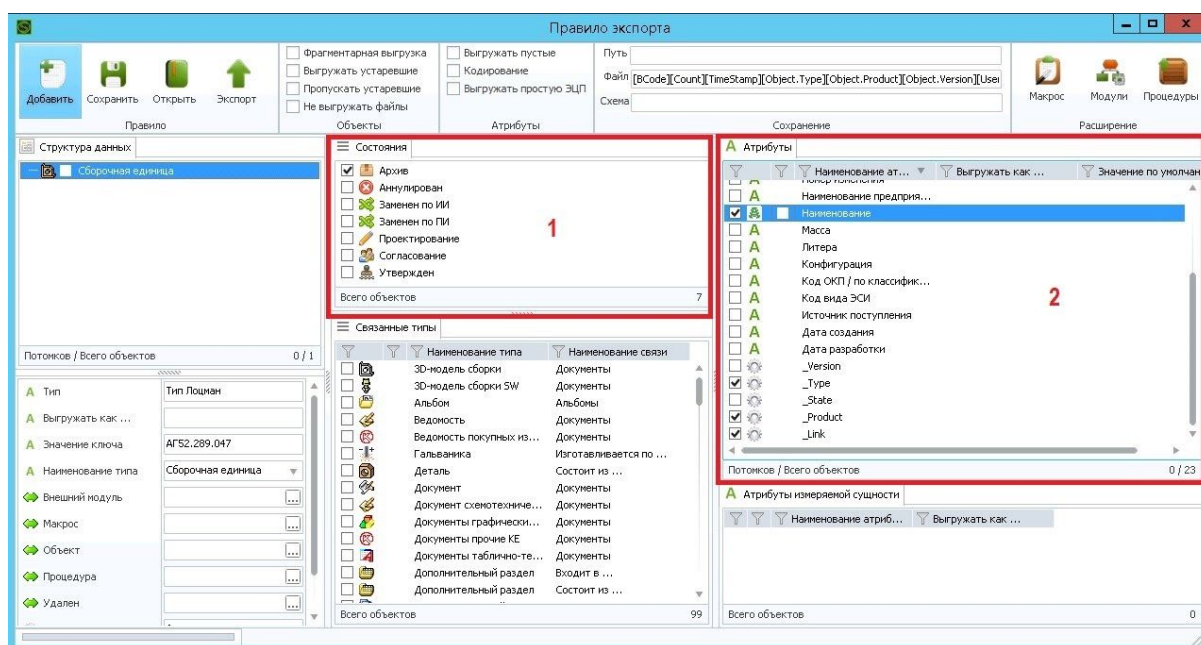 Правило экспорта
Добавить
Сохранить
Открыть
Экспорт
Правило
Фрагментарная выгрузка
Выгружать устаревшие
Пропускать устаревшие
Не выгружать файлы
Объекты
Выгружать пустые
Кодирование
Выгружать простую ЭЦП
Атрибуты
Путь
Файл [BCode][Count][TimeStamp][Object.Type][Object.Product][Object.Version][User
Схема
Сохранение
Макрос
Модули
Процедуры
Расширение
Структура данных
Сборочная единица
Потомков / Всего объектов 0 / 1
A Тип Тип Лоцман
A Выгружать как ...
A Значение ключа АГ52.289.047
A Наименование типа Сборочная единица
Внешний модуль ...
Макрос ...
Объект ...
Процедура ...
Удален ...
Состояния
Архив
Аннулирован
Заменен по ИИ
Заменен по ПИ
Проектирование
Согласование
Утвержден
1
Всего объектов 7
Связанные типы
Наименование типа Наименование связи
3D-модель сборки Документы
3D-модель сборки SW Документы
Альбом Альбомы
Ведомость Документы
Ведомость покупных из... Документы
Гальваника Изготавливается по ...
Деталь Состоит из ...
Документ Документы
Документ схемотехниче... Документы
Документы графически... Документы
Документы прочие КЕ Документы
Документы таблично-те... Документы
Дополнительный раздел Входит в ...
Дополнительный раздел Состоит из ...
Всего объектов 99
A Атрибуты
Наименование ат... Выгружать как ... Значение по умолчан
Номер изменения
A Наименование предприя...
A Наименование
A Масса
A Литера
A Конфигурация
A Код ОКП / по классифик...
A Код вида ЭСИ
A Источник поступления
A Дата создания
A Дата разработки
_Version
_Type
_State
_Product
_Link
2
Потомков / Всего объектов 0 / 23
A Атрибуты измеряемой сущности
Наименование атриб... Выгружать как ...
Всего объектов 0